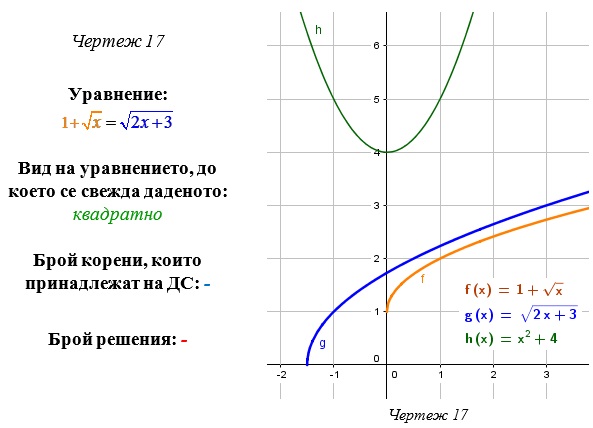 Чертеж 17
Уравнение:
1+√x = √2x+3
Вид на уравнението, до
което се свежда даденото:
квадратно
Брой корени, които
принадлежат на ДС: -
Брой решения: -
h
6
5
4
3
2
1
0
f
g
f (x) = 1 + √x
g (x) = √2 x + 3
h (x) = x² + 4
-2 -1 0 1 2 3
Чертеж 17